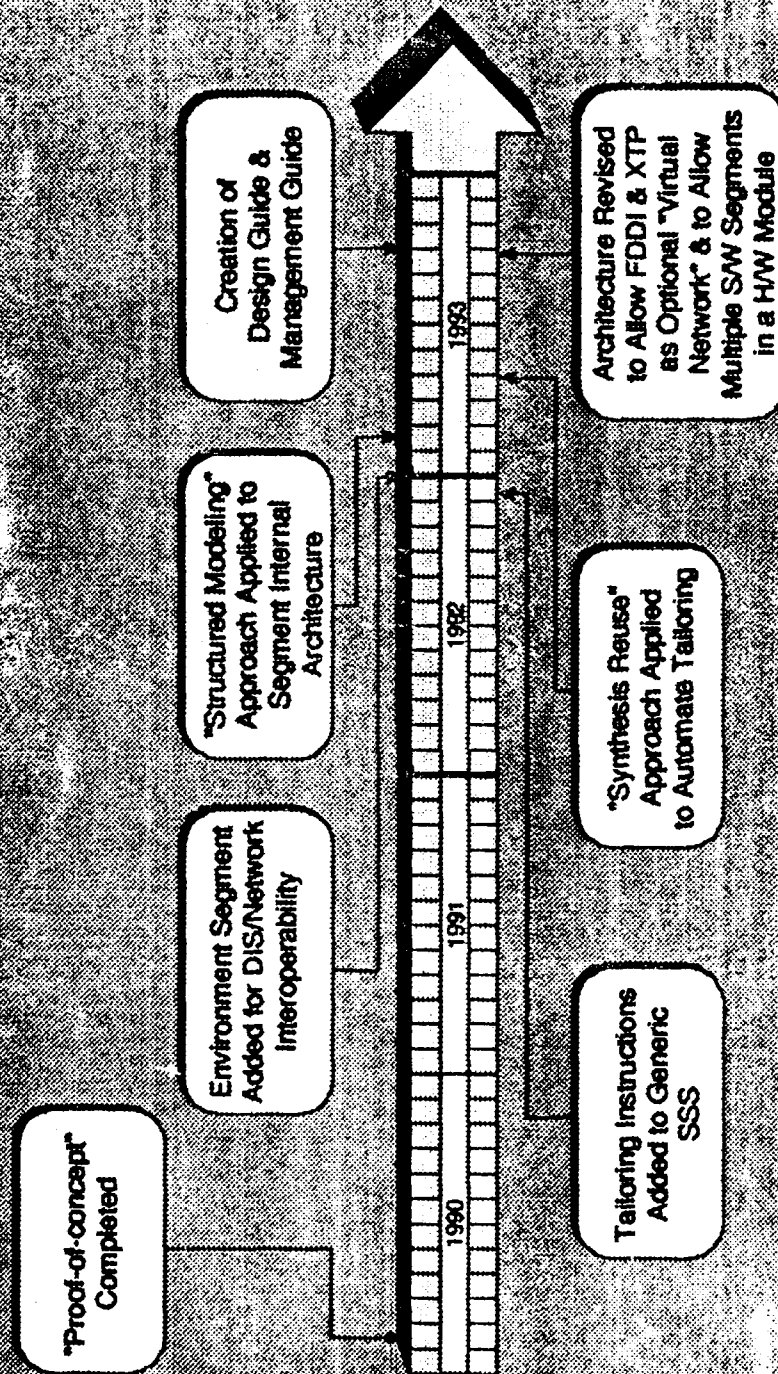 "Proof-of-concept"
Completed
Environment Segment
Added for DIS/Network
Interoperability
"Structured Modeling"
Approach Applied to
Segment Internal
Architecture
Creation of
Design Guide &
Management Guide
1990
1991
1992
1993
Tailoring Instructions
Added to Generic
SSS
"Synthesis Reuse"
Approach Applied
to Automate Tailoring
Architecture Revised
to Allow FDDI & XTP
as Optional "Virtual
Network" & to Allow
Multiple S/W Segments
in a H/W Module